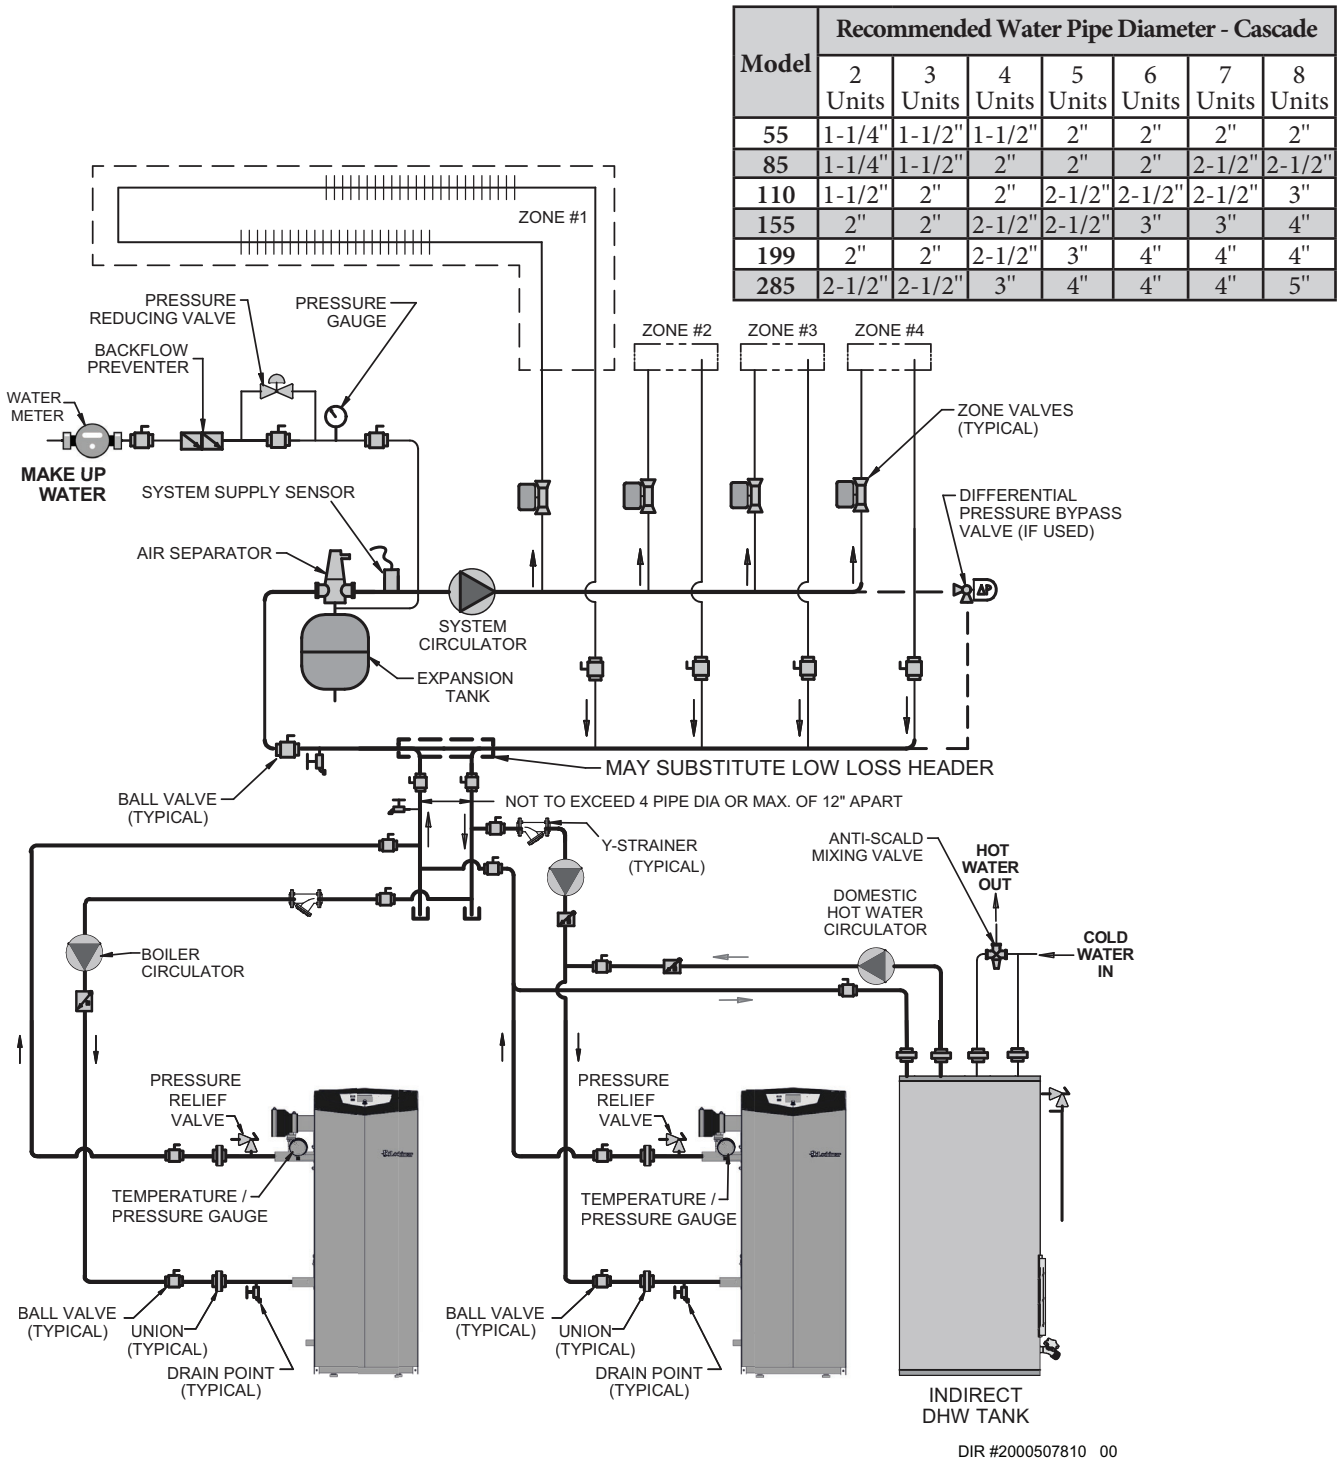 Model
Recommended Water Pipe Diameter - Cascade
2 Units 3 Units 4 Units 5 Units 6 Units 7 Units 8 Units
55 1-1/4" 1-1/2" 1-1/2" 2" 2" 2" 2"
85 1-1/4" 1-1/2" 2" 2" 2" 2-1/2" 2-1/2"
110 1-1/2" 2" 2" 2-1/2" 2-1/2" 2-1/2" 3"
155 2" 2" 2-1/2" 2-1/2" 3" 3" 4"
199 2" 2" 2-1/2" 3" 4" 4" 4"
285 2-1/2" 2-1/2" 3" 4" 4" 4" 5"
ZONE #1
PRESSURE
REDUCING VALVE
PRESSURE
GAUGE
BACKFLOW
PREVENTER
WATER
METER
MAKE UP
WATER
ZONE #2
ZONE #3
ZONE #4
ZONE VALVES
(TYPICAL)
SYSTEM SUPPLY SENSOR
DIFFERENTIAL
PRESSURE BYPASS
VALVE (IF USED)
AIR SEPARATOR
ΔP
SYSTEM
CIRCULATOR
EXPANSION
TANK
MAY SUBSTITUTE LOW LOSS HEADER
BALL VALVE
(TYPICAL)
NOT TO EXCEED 4 PIPE DIA OR MAX. OF 12" APART
Y-STRAINER
(TYPICAL)
ANTI-SCALD
MIXING VALVE
HOT
WATER
OUT
DOMESTIC
HOT WATER
CIRCULATOR
COLD
WATER
IN
BOILER
CIRCULATOR
PRESSURE
RELIEF
VALVE
PRESSURE
RELIEF
VALVE
Lochinvar
Lochinvar
TEMPERATURE /
PRESSURE GAUGE
TEMPERATURE /
PRESSURE GAUGE
BALL VALVE
(TYPICAL)
UNION
(TYPICAL)
DRAIN POINT
(TYPICAL)
BALL VALVE
(TYPICAL)
UNION
(TYPICAL)
DRAIN POINT
(TYPICAL)
INDIRECT
DHW TANK
DIR #2000507810 00